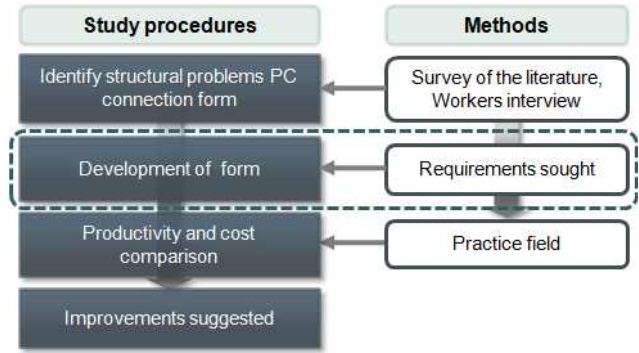 Study procedures
Methods
Identify structural problems PC
connection form
Survey of the literature,
Workers interview
Development of form
Requirements sought
Productivity and cost
comparison
Practice field
Improvements suggested